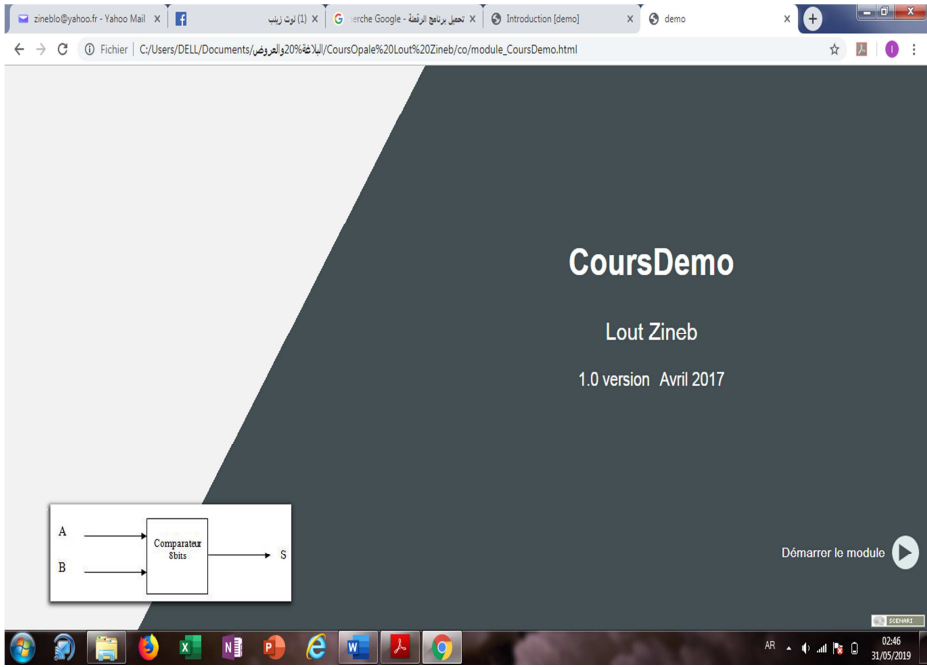 zineblo@yahoo.fr - Yahoo Mail
(1) لوت زينب
تحميل برنامج الرقمنة - Google
Introduction [demo]
demo
Fichier | C:/Users/DELL/Documents/البلاغة%20والعروض/CoursOpale%20Lout%20Zineb/co/module_CoursDemo.html
CoursDemo
Lout Zineb
1.0 version Avril 2017
A
B
Comparateur
8bits
S
Démarrer le module
SCENARI
AR
02:46
31/05/2019